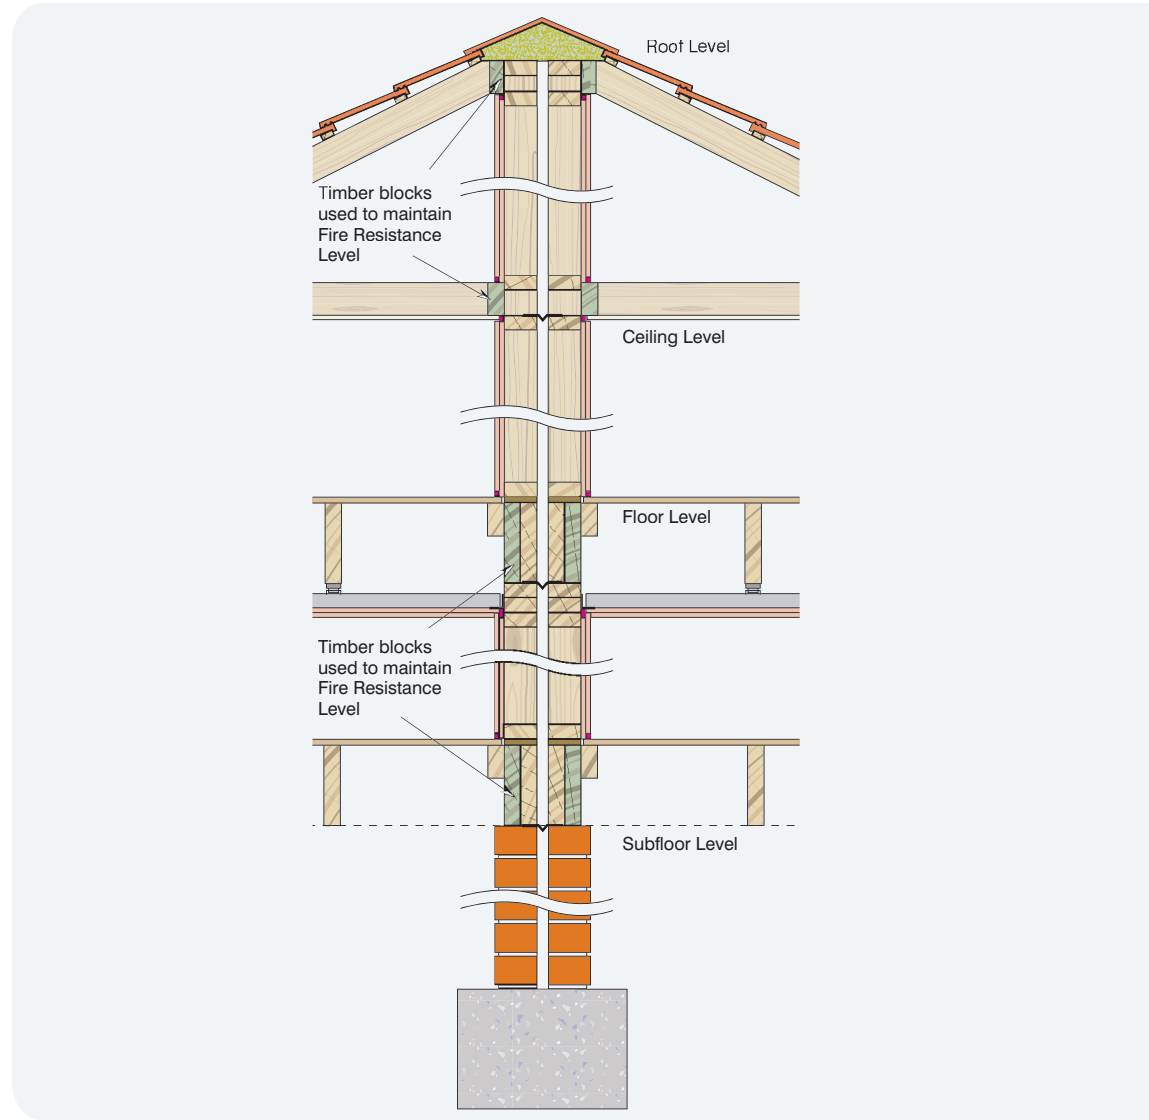 Roof Level
Timber blocks
used to maintain
Fire Resistance
Level
Ceiling Level
Floor Level
Timber blocks
used to maintain
Fire Resistance
Level
Subfloor Level